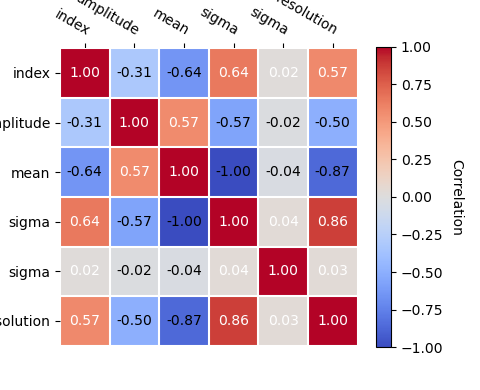 index amplitude mean sigma sigma resolution
index 1.00 -0.31 -0.64 0.64 0.02 0.57
plitude -0.31 1.00 0.57 -0.57 -0.02 -0.50
mean -0.64 0.57 1.00 -1.00 -0.04 -0.87
sigma 0.64 -0.57 -1.00 1.00 0.04 0.86
sigma 0.02 -0.02 -0.04 0.04 1.00 0.03
solution 0.57 -0.50 -0.87 0.86 0.03 1.00
1.00
0.75
0.50
0.25
0.00
−0.25
−0.50
−0.75
−1.00
Correlation